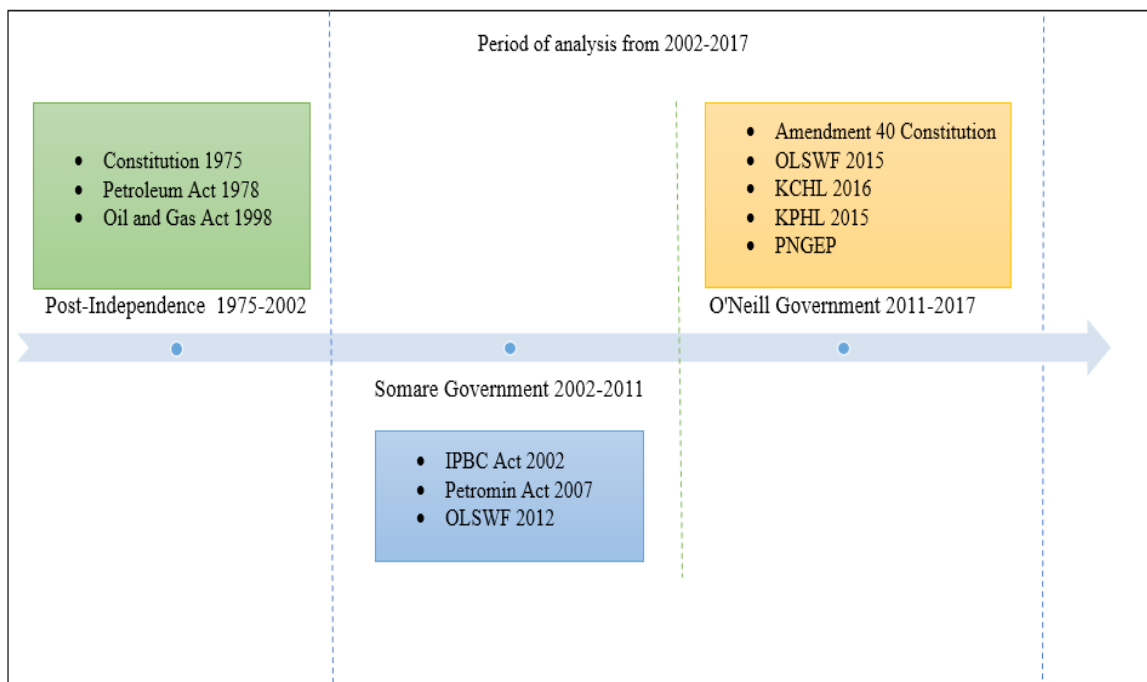 Period of analysis from 2002-2017
• Constitution 1975
• Petroleum Act 1978
• Oil and Gas Act 1998
Post-Independence 1975-2002
• Amendment 40 Constitution
• OLSWF 2015
• KCHL 2016
• KPHL 2015
• PNGEP
O'Neill Government 2011-2017
Somare Government 2002-2011
• IPBC Act 2002
• Petromin Act 2007
• OLSWF 2012